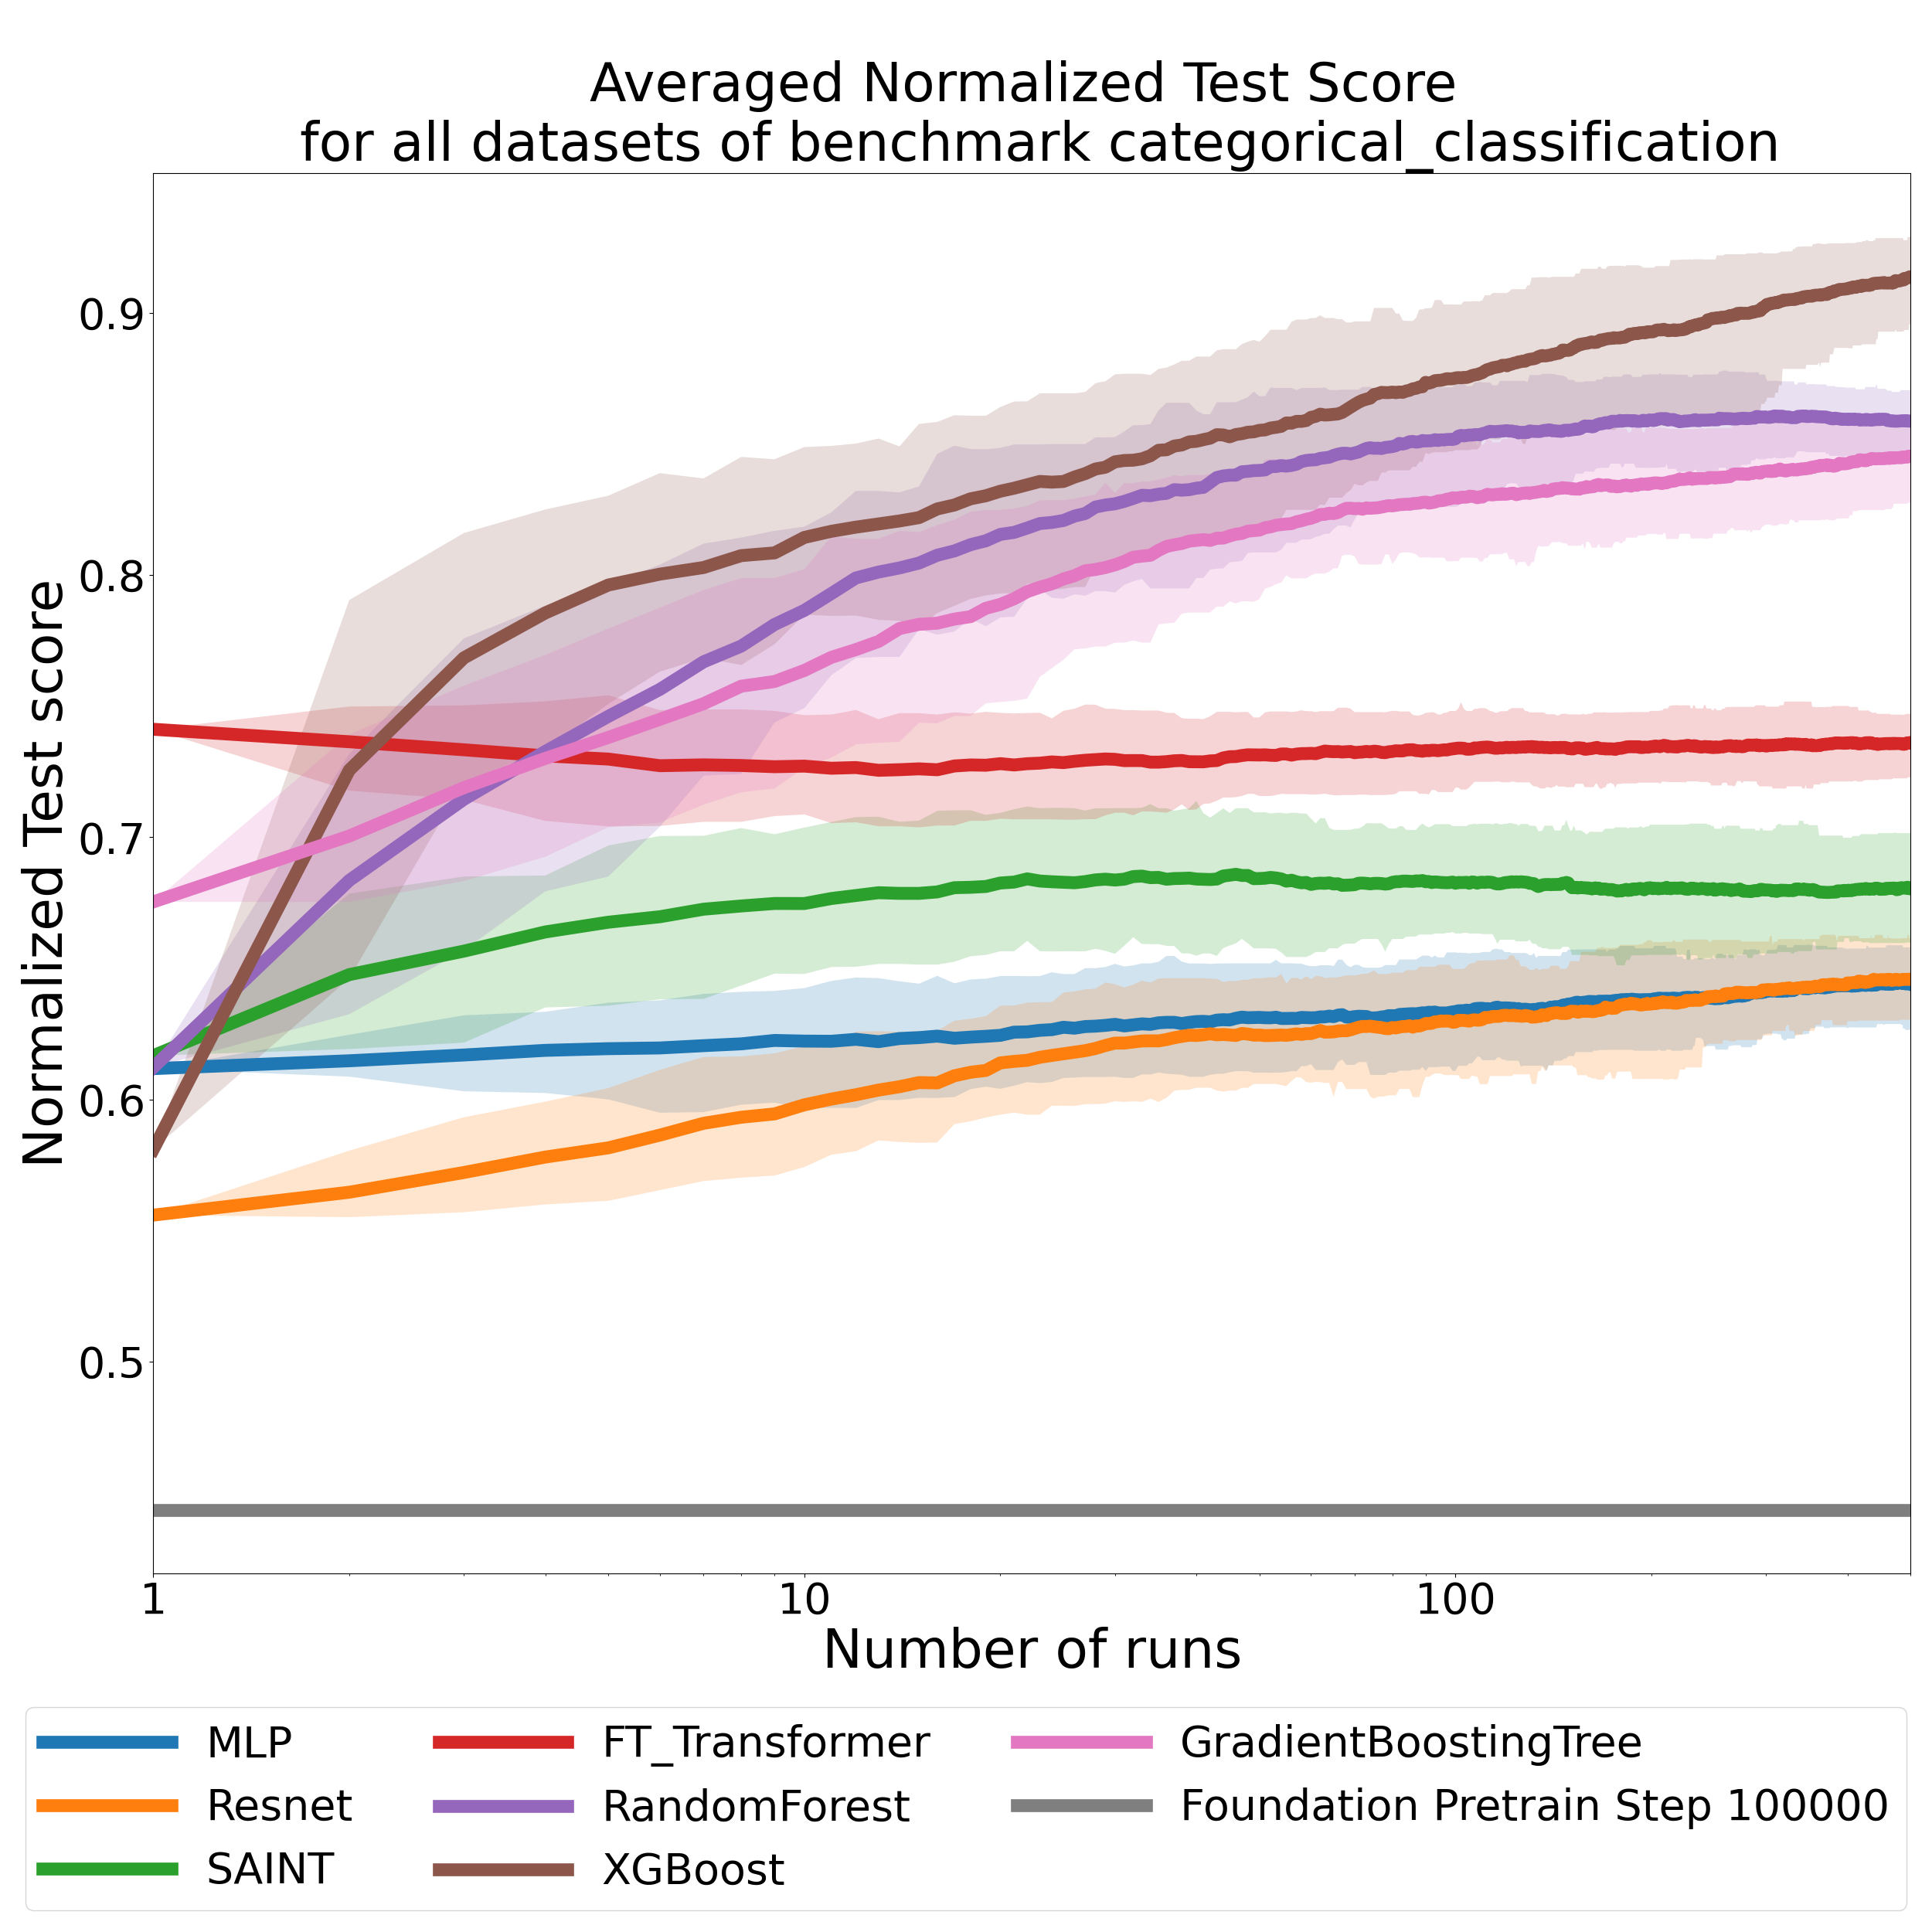 Averaged Normalized Test Score
for all datasets of benchmark categorical_classification
Normalized Test score
0.9
0.8
0.7
0.6
0.5
1
10
100
Number of runs
MLP
Resnet
SAINT
FT_Transformer
RandomForest
XGBoost
GradientBoostingTree
Foundation Pretrain Step 100000